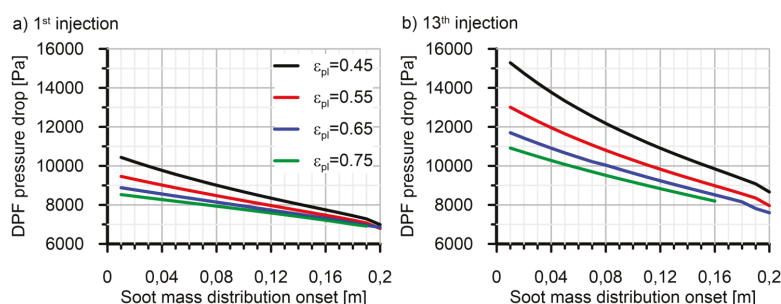 a) 1st injection
DPF pressure drop [Pa]
16000
14000
12000
10000
8000
6000
εpl=0.45
εpl=0.55
εpl=0.65
εpl=0.75
0
0,04
0,08
0,12
0,16
0,2
Soot mass distribution onset [m]
b) 13th injection
DPF pressure drop [Pa]
16000
14000
12000
10000
8000
6000
0
0,04
0,08
0,12
0,16
0,2
Soot mass distribution onset [m]